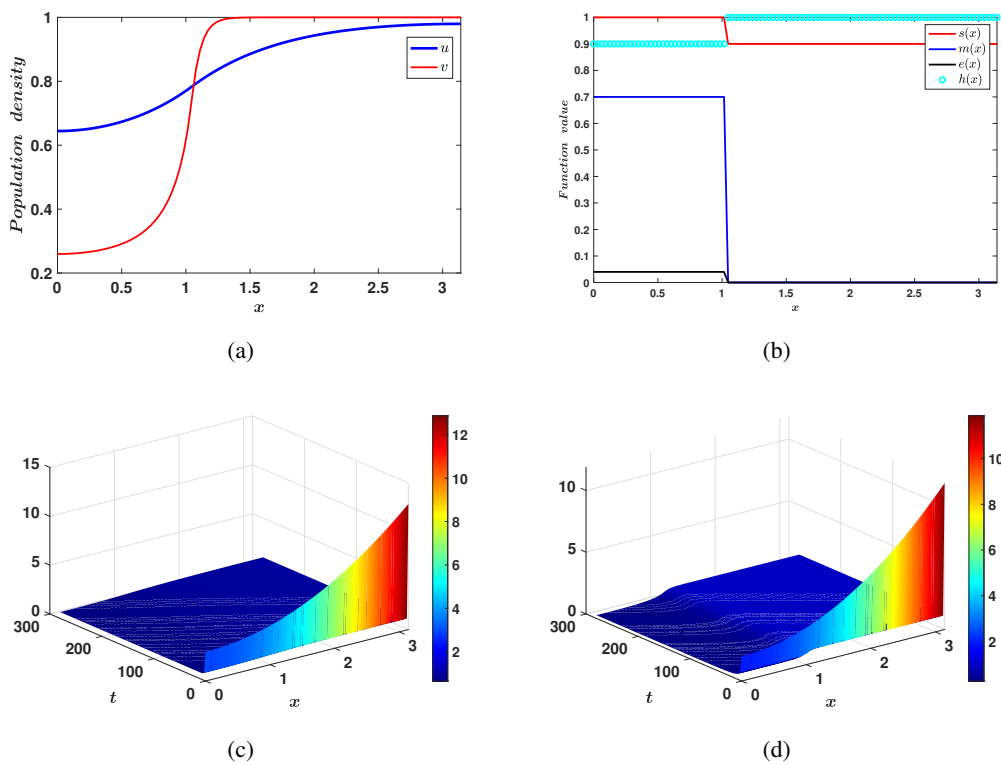 1
0.8
0.6
0.4
0.2
0 0.5 1 1.5 2 2.5 3
Population density
x
u
v
(a)
1
0.9
0.8
0.7
0.6
0.5
0.4
0.3
0.2
0.1
0
0 0.5 1 1.5 2 2.5 3
Function value
x
s(x)
m(x)
e(x)
h(x)
(b)
15
10
5
0
300
200
100
0
t
0
1
2
3
x
12
10
8
6
4
2
(c)
10
5
0
300
200
100
0
t
0
1
2
3
x
10
8
6
4
2
(d)